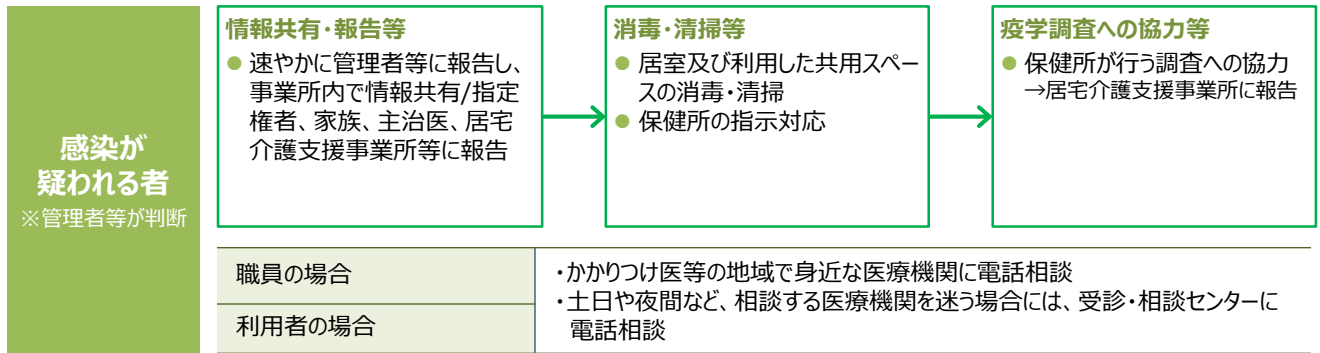 感染が
疑われる者
※管理者等が判断
情報共有・報告等
● 速やかに管理者等に報告し、
事業所内で情報共有/指定
権者、家族、主治医、居宅
介護支援事業所等に報告
消毒・清掃等
● 居室及び利用した共用スペー
スの消毒・清掃
● 保健所の指示対応
疫学調査への協力等
● 保健所が行う調査への協力
→居宅介護支援事業所に報告
職員の場合
利用者の場合
・かかりつけ医等の地域で身近な医療機関に電話相談
・土日や夜間など、相談する医療機関を迷う場合には、受診・相談センターに
電話相談